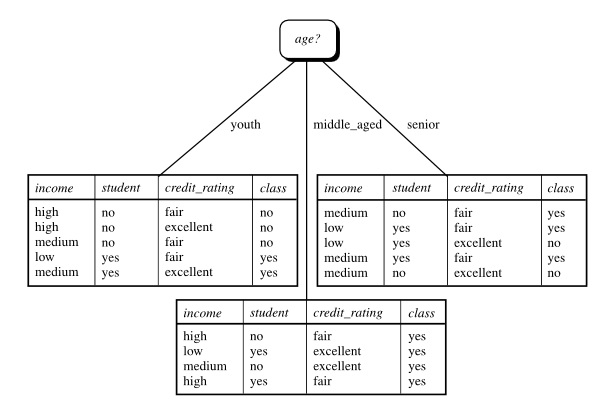 age?
youth
middle_aged
senior
income student credit_rating class
high no fair no
high no excellent no
medium no fair no
low yes fair yes
medium yes excellent yes
income student credit_rating class
medium no fair yes
low yes fair yes
low yes excellent no
medium yes fair yes
medium no excellent no
income student credit_rating class
high no fair yes
low yes excellent yes
medium no excellent yes
high yes fair yes